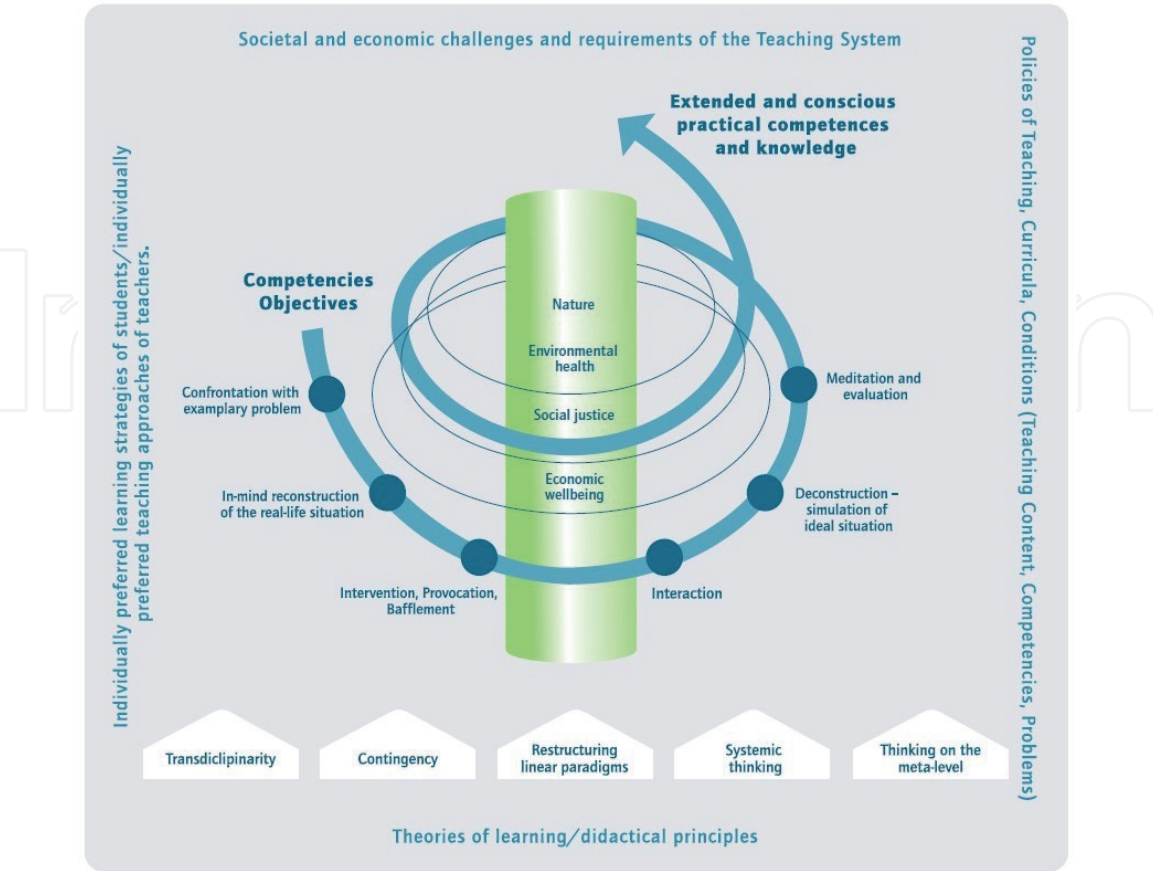 Societal and economic challenges and requirements of the Teaching System
Extended and conscious
practical competences
and knowledge
Policies of Teaching, Curricula, Conditions (Teaching Content, Competencies, Problems)
Individually preferred learning strategies of students/individually
preferred teaching approaches of teachers.
Competencies
Objectives
Nature
Environmental
health
Social justice
Economic
wellbeing
Confrontation with
examplary problem
In-mind reconstruction
of the real-life situation
Intervention, Provocation,
Bafflement
Interaction
Deconstruction –
simulation of
ideal situation
Meditation and
evaluation
Transdiclipinarity
Contingency
Restructuring
linear paradigms
Systemic
thinking
Thinking on the
meta-level
Theories of learning/didactical principles